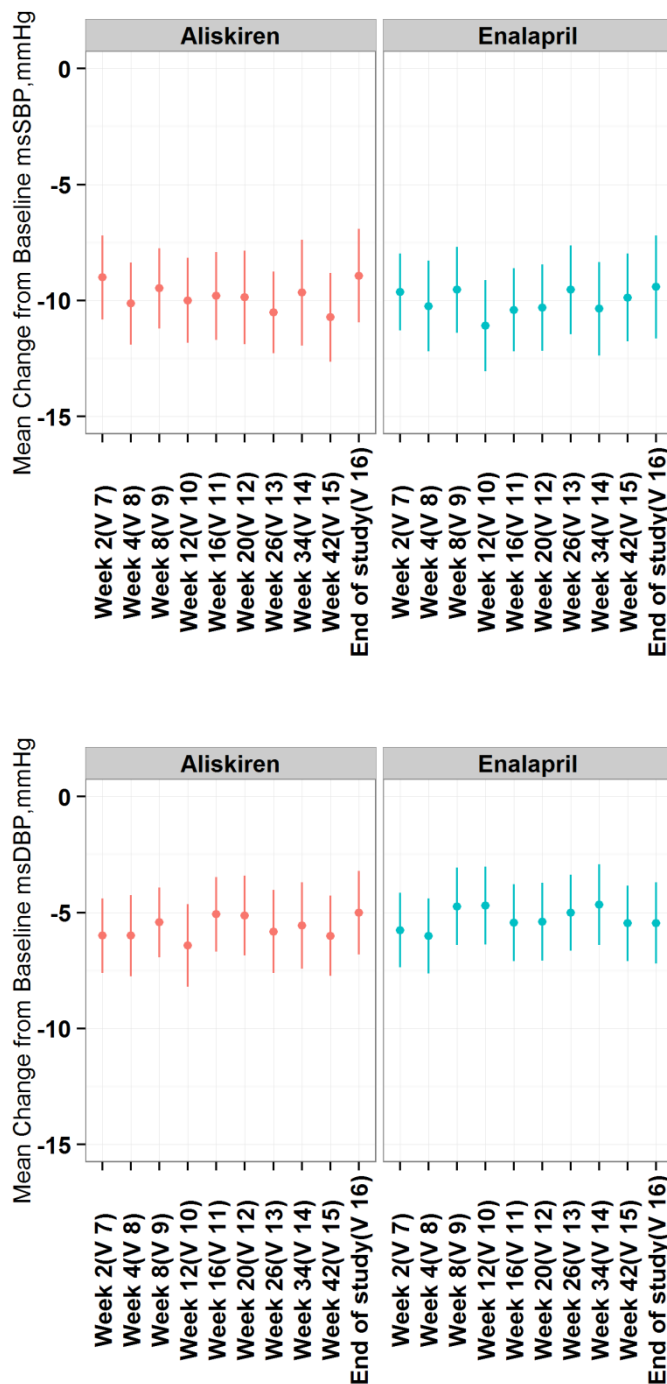 Mean Change from Baseline msSBP,mmHg
Aliskiren
Enalapril
0
-5
-10
-15
Week 2(V 7)
Week 4(V 8)
Week 8(V 9)
Week 12(V 10)
Week 16(V 11)
Week 20(V 12)
Week 26(V 13)
Week 34(V 14)
Week 42(V 15)
End of study(V 16)
Week 2(V 7)
Week 4(V 8)
Week 8(V 9)
Week 12(V 10)
Week 16(V 11)
Week 20(V 12)
Week 26(V 13)
Week 34(V 14)
Week 42(V 15)
End of study(V 16)
Mean Change from Baseline msDBP,mmHg
Aliskiren
Enalapril
0
-5
-10
-15
Week 2(V 7)
Week 4(V 8)
Week 8(V 9)
Week 12(V 10)
Week 16(V 11)
Week 20(V 12)
Week 26(V 13)
Week 34(V 14)
Week 42(V 15)
End of study(V 16)
Week 2(V 7)
Week 4(V 8)
Week 8(V 9)
Week 12(V 10)
Week 16(V 11)
Week 20(V 12)
Week 26(V 13)
Week 34(V 14)
Week 42(V 15)
End of study(V 16)